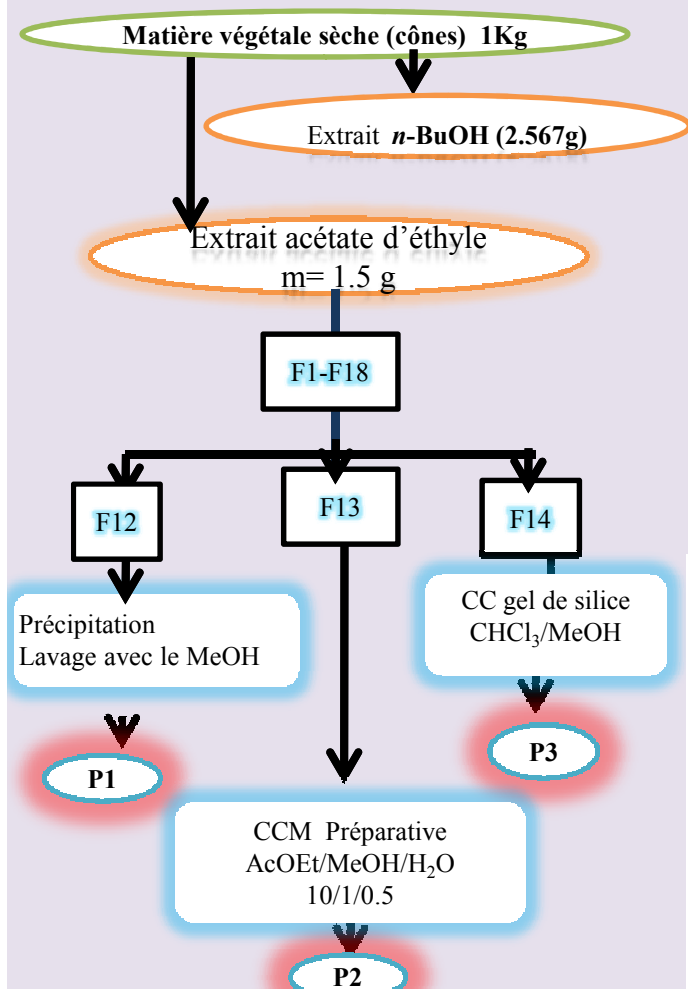 Matière végétale sèche (cônes) 1Kg
Extrait n-BuOH (2.567g)
Extrait acétate d'éthyle
m= 1.5 g
F1-F18
F12
F13
F14
Précipitation
Lavage avec le MeOH
CC gel de silice
CHCl₃/MeOH
P1
P3
CCM Préparative
AcOEt/MeOH/H₂O
10/1/0.5
P2